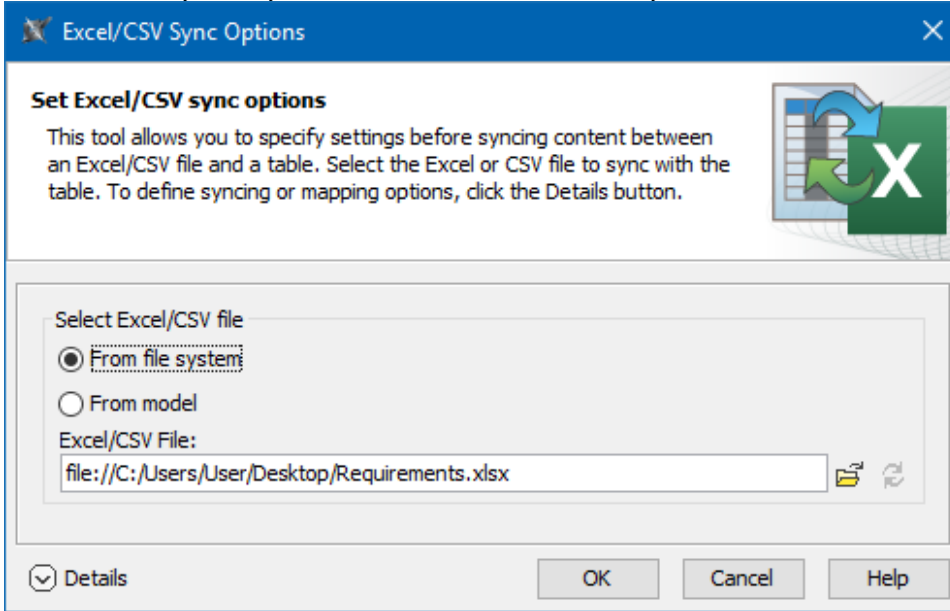 Excel/CSV Sync Options
Set Excel/CSV sync options
This tool allows you to specify settings before syncing content between
an Excel/CSV file and a table. Select the Excel or CSV file to sync with the
table. To define syncing or mapping options, click the Details button.
X
Select Excel/CSV file
From file system
From model
Excel/CSV File:
file://C:/Users/User/Desktop/Requirements.xlsx
Details
OK
Cancel
Help